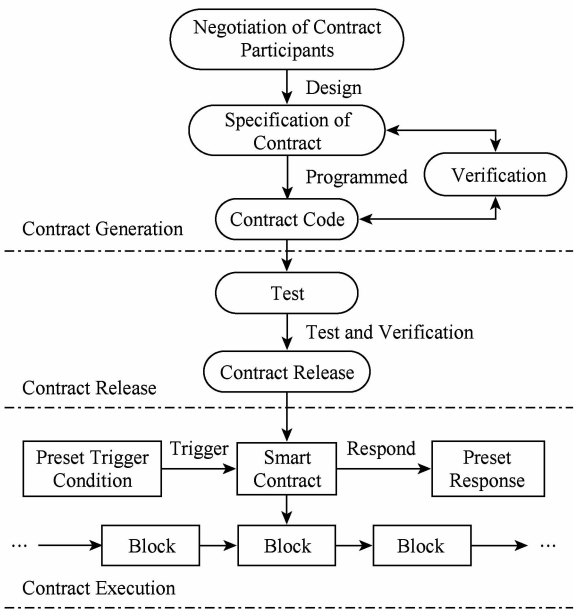 Negotiation of Contract
Participants
Design
Specification of
Contract
Programmed
Verification
Contract Code
Contract Generation
Test
Test and Verification
Contract Release
Contract Release
Preset Trigger
Condition
Trigger
Smart
Contract
Respond
Preset
Response
... Block Block Block ...
Contract Execution